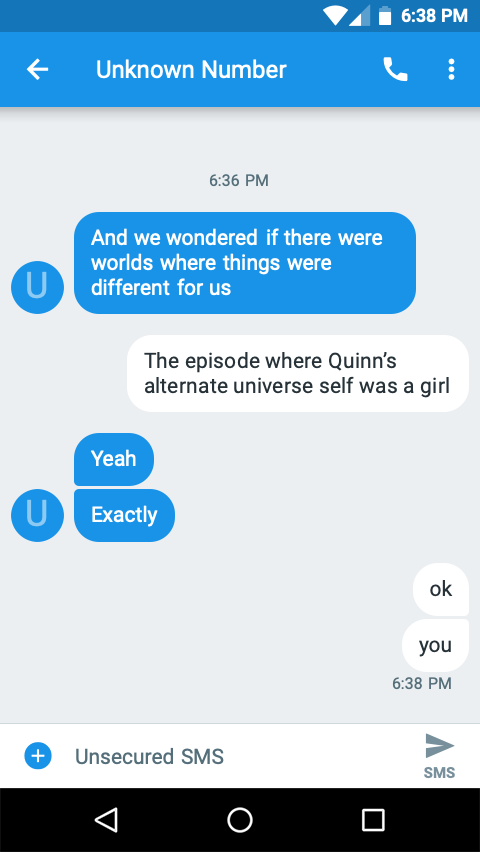 6:38 PM
Unknown Number
6:36 PM
And we wondered if there were
worlds where things were
different for us
U
The episode where Quinn’s
alternate universe self was a girl
Yeah
U
Exactly
ok
you
6:38 PM
Unsecured SMS
SMS